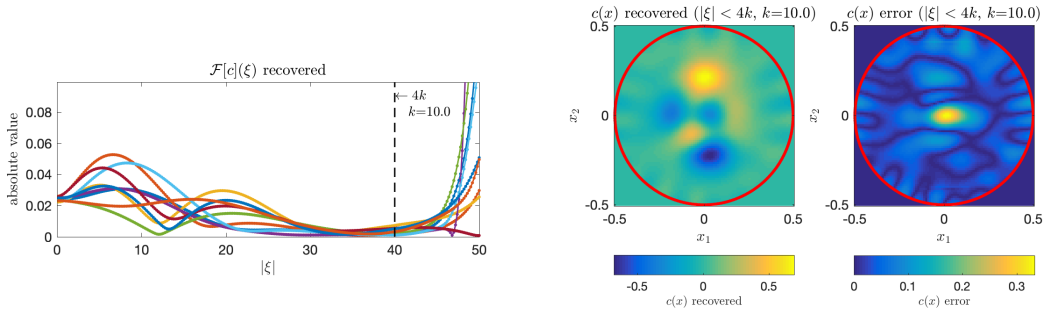 ℱ[c](ξ) recovered
0.08
0.06
0.04
0.02
0
absolute value
← 4k
k=10.0
0 10 20 30 40 50
|ξ|
c(x) recovered (|ξ| < 4k, k=10.0)
0.5
0
-0.5
x₂
-0.5 0 0.5
x₁
-0.5 0 0.5
c(x) recovered
c(x) error (|ξ| < 4k, k=10.0)
0.5
0
-0.5
x₂
-0.5 0 0.5
x₁
0 0.1 0.2 0.3
c(x) error